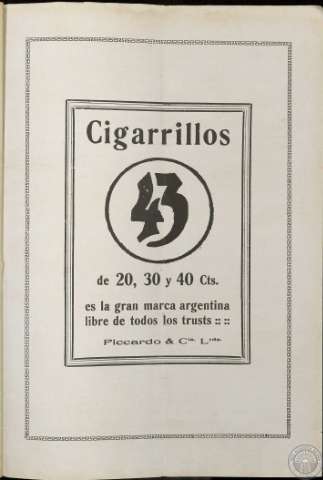 Cigarrillos
43
de 20, 30 y 40 Cts.
es la gran marca argentina
libre de todos los trusts :: ::
Piccardo & Cía. Ltda.